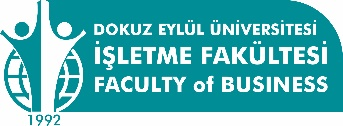 DOKUZ EYLÜL ÜNİVERSİTESİ
İŞLETME FAKÜLTESİ
FACULTY of BUSINESS
1992